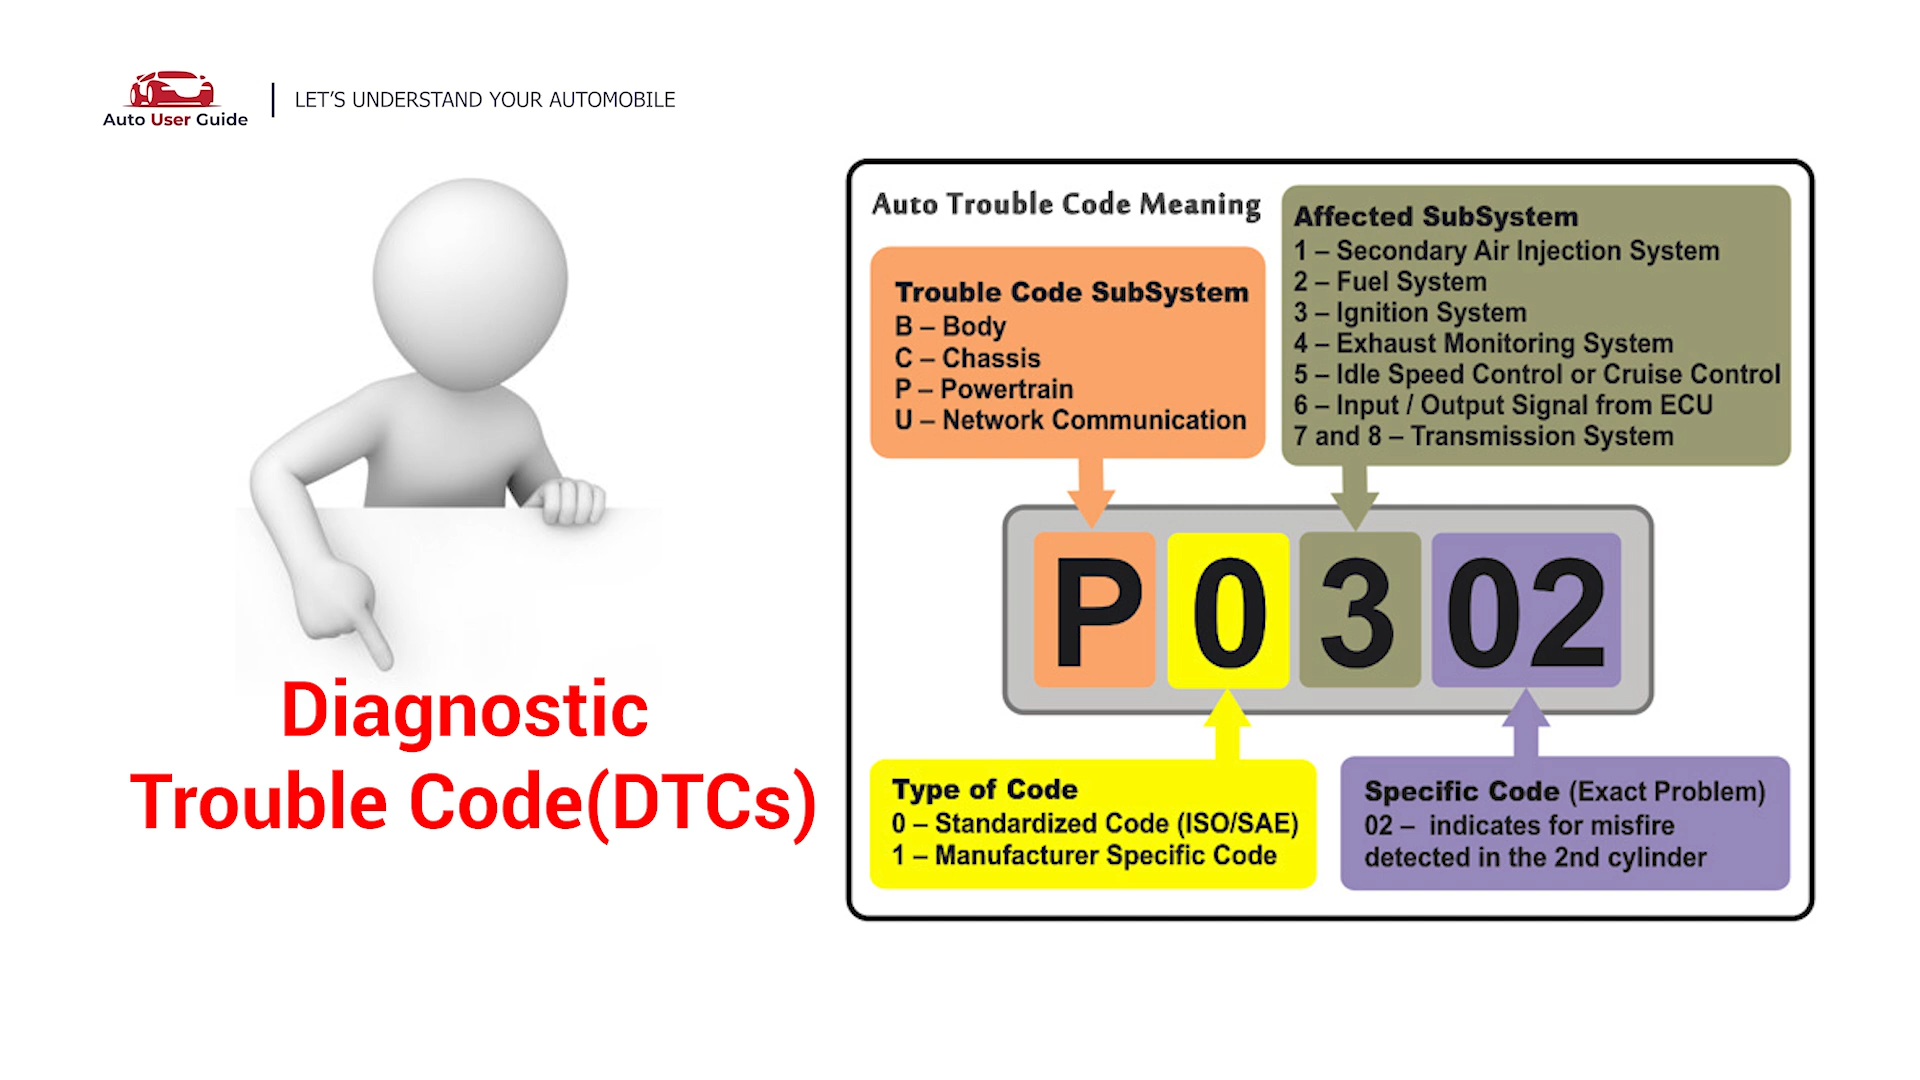 Auto User Guide
LET’S UNDERSTAND YOUR AUTOMOBILE
Diagnostic
Trouble Code(DTCs)
Auto Trouble Code Meaning
Trouble Code SubSystem
B – Body
C – Chassis
P – Powertrain
U – Network Communication
Affected SubSystem
1 – Secondary Air Injection System
2 – Fuel System
3 – Ignition System
4 – Exhaust Monitoring System
5 – Idle Speed Control or Cruise Control
6 – Input / Output Signal from ECU
7 and 8 – Transmission System
P 0 3 02
Type of Code
0 – Standardized Code (ISO/SAE)
1 – Manufacturer Specific Code
Specific Code (Exact Problem)
02 – indicates for misfire
detected in the 2nd cylinder